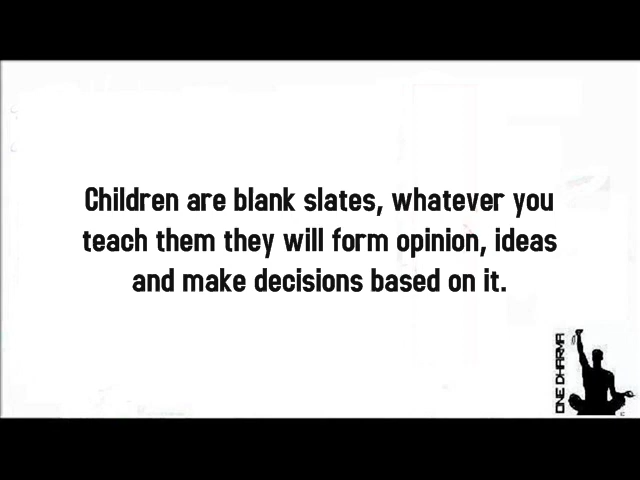 Children are blank slates, whatever you
teach them they will form opinion, ideas
and make decisions based on it.
ONE DHARMA